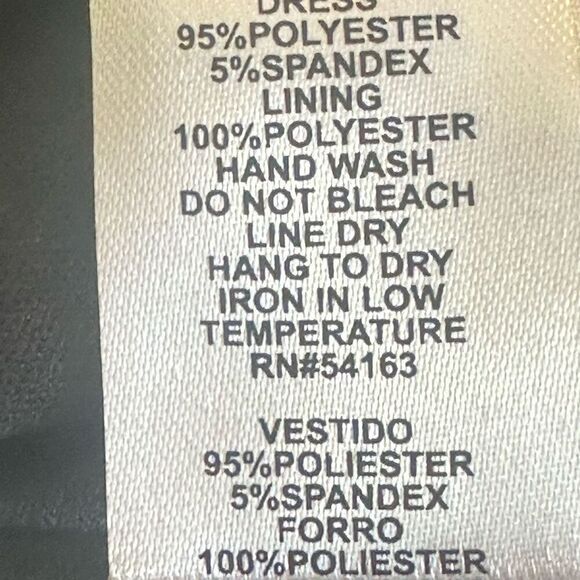 DRESS
95%POLYESTER
5%SPANDEX
LINING
100%POLYESTER
HAND WASH
DO NOT BLEACH
LINE DRY
HANG TO DRY
IRON IN LOW
TEMPERATURE
RN#54163
VESTIDO
95%POLIESTER
5%SPANDEX
FORRO
100%POLIESTER